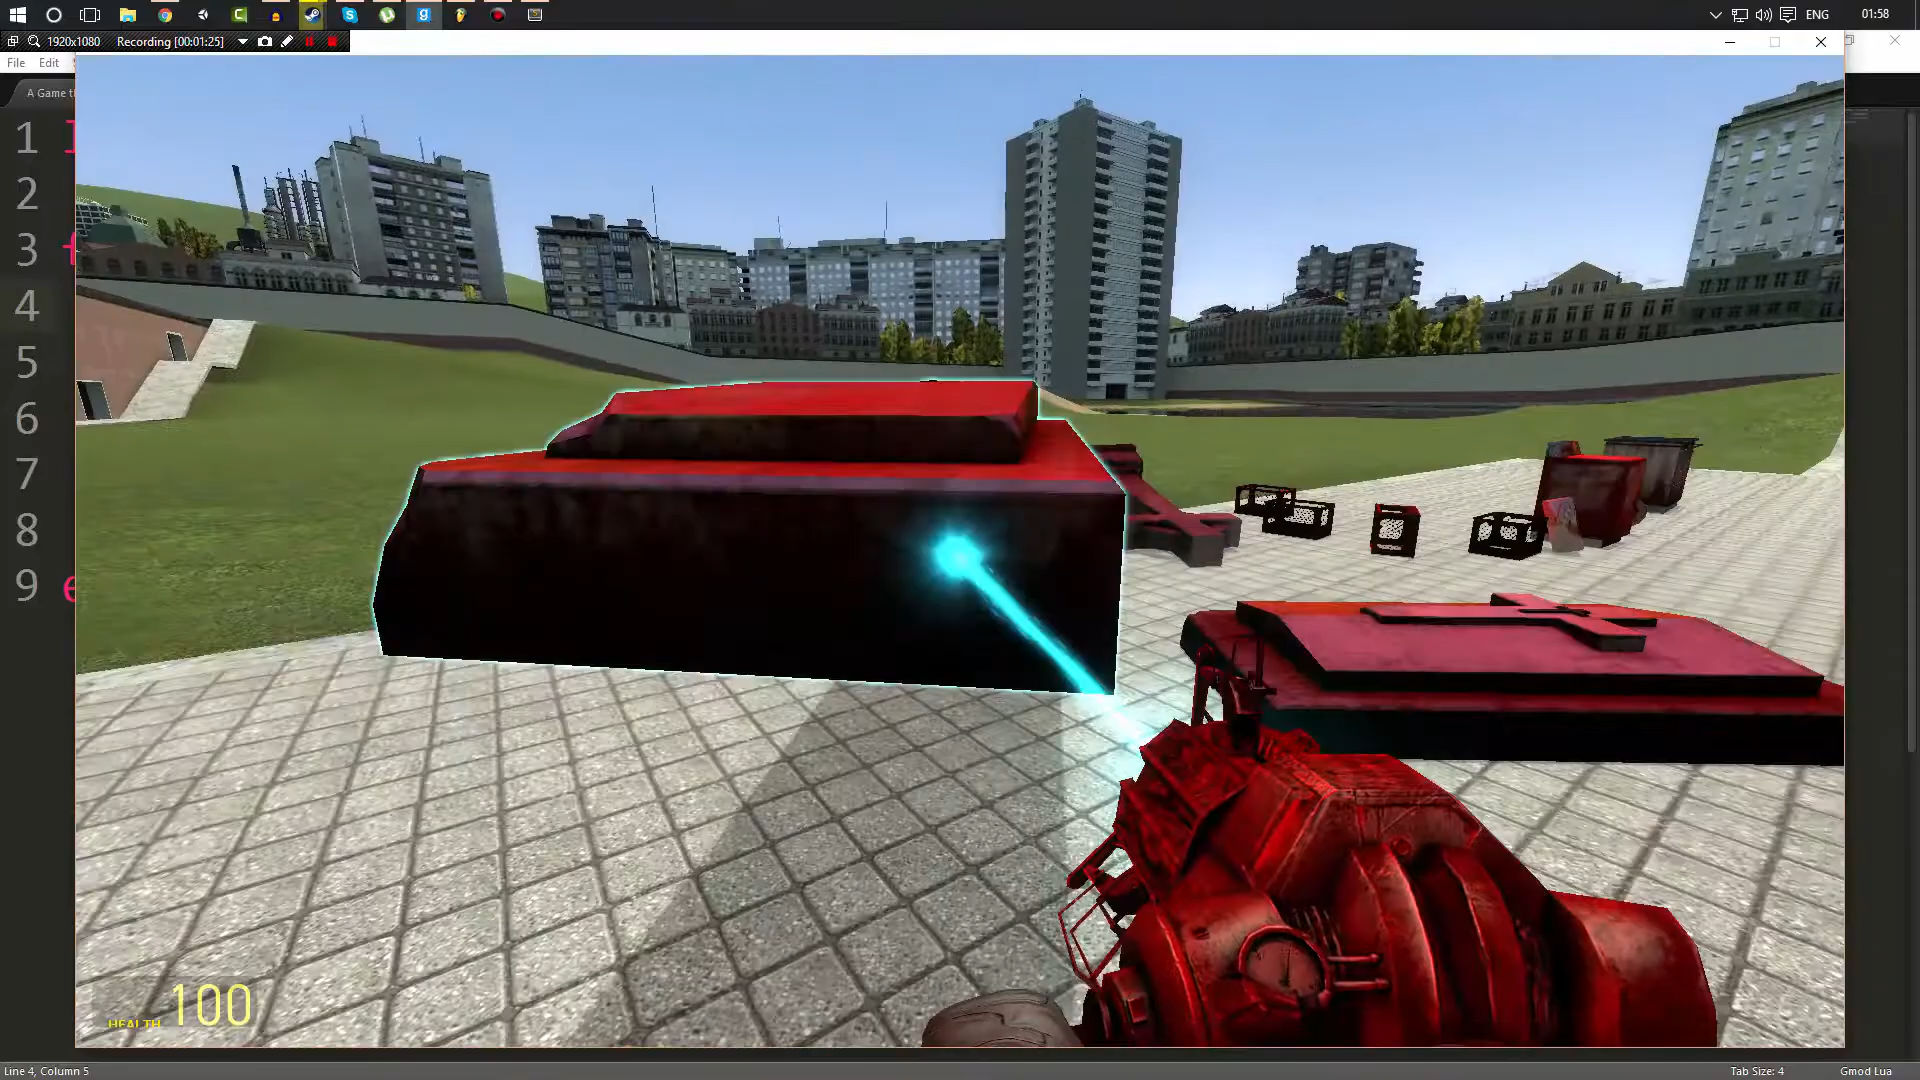 ENG
01:58
1920x1080
Recording [00:01:25]
File Edit
A Game th
1
2
3
4
5
6
7
8
9
HEALTH 100
Line 4, Column 5
Tab Size: 4
Gmod Lua